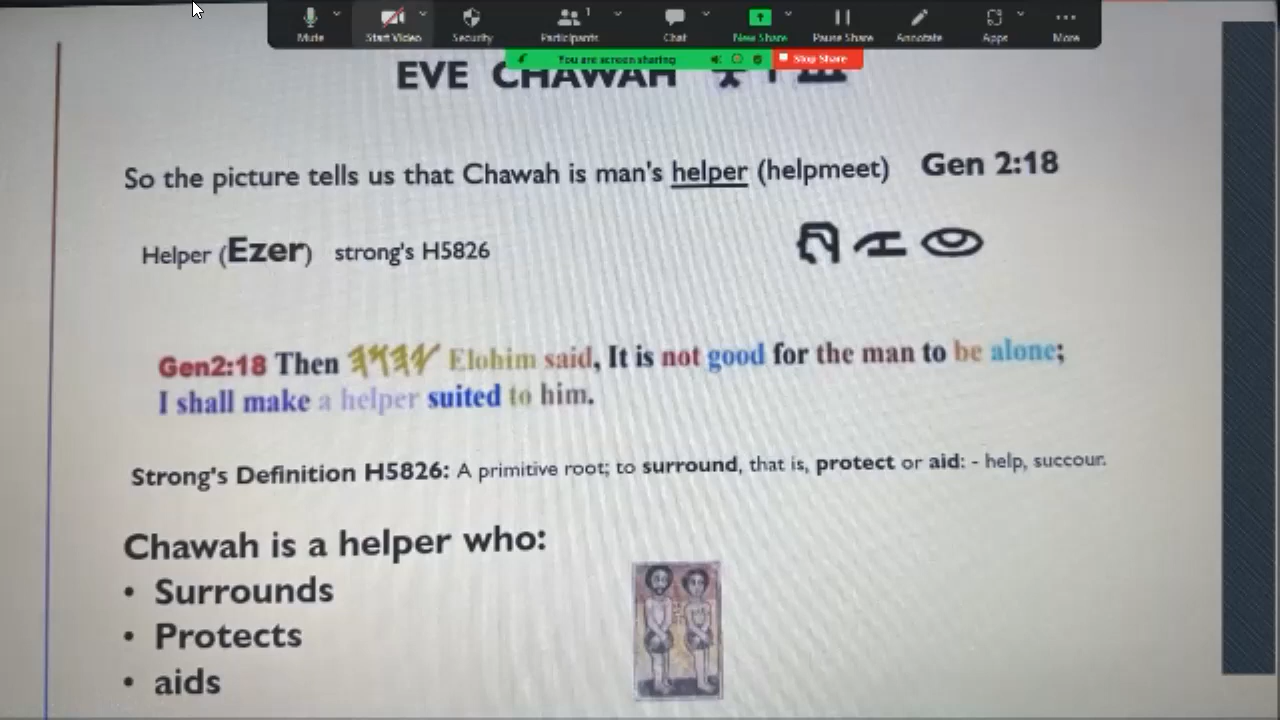 Mute
Start Video
Security
Participants
1
Chat
New Share
Pause Share
Annotate
Apps
More
You are screen sharing
Stop Share
EVE CHAWAH
So the picture tells us that Chawah is man's helper (helpmeet) Gen 2:18
Helper (Ezer) strong's H5826
Gen2:18 Then 𐤉𐤄𐤅𐤄 Elohim said, It is not good for the man to be alone;
I shall make a helper suited to him.
Strong's Definition H5826: A primitive root; to surround, that is, protect or aid: - help, succour.
Chawah is a helper who:
• Surrounds
• Protects
• aids